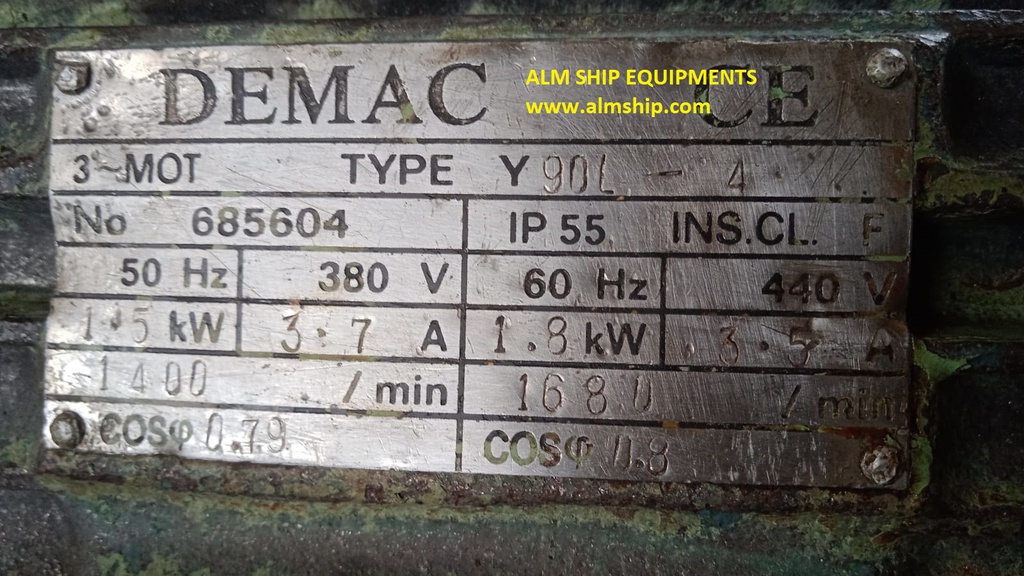 DEMAC CE
ALM SHIP EQUIPMENTS
www.almship.com
3~MOT TYPE Y 90L - 4
No 685604 IP 55 INS.CL. F
50 Hz 380 V 60 Hz 440 V
1.5 kW 3.7 A 1.8 kW 3.5 A
1400 / min 1680 / min
COSφ 0.79 COSφ 0.8